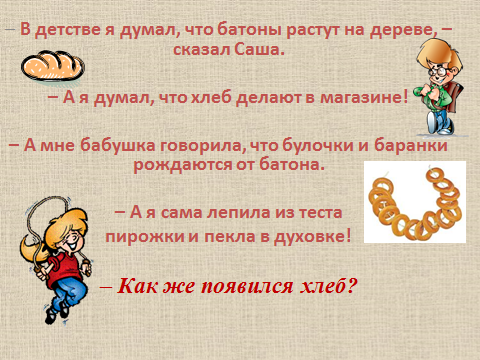 – В детстве я думал, что батоны растут на дереве, –
сказал Саша.
– А я думал, что хлеб делают в магазине!
– А мне бабушка говорила, что булочки и баранки
рождаются от батона.
– А я сама лепила из теста
пирожки и пекла в духовке!
– Как же появился хлеб?